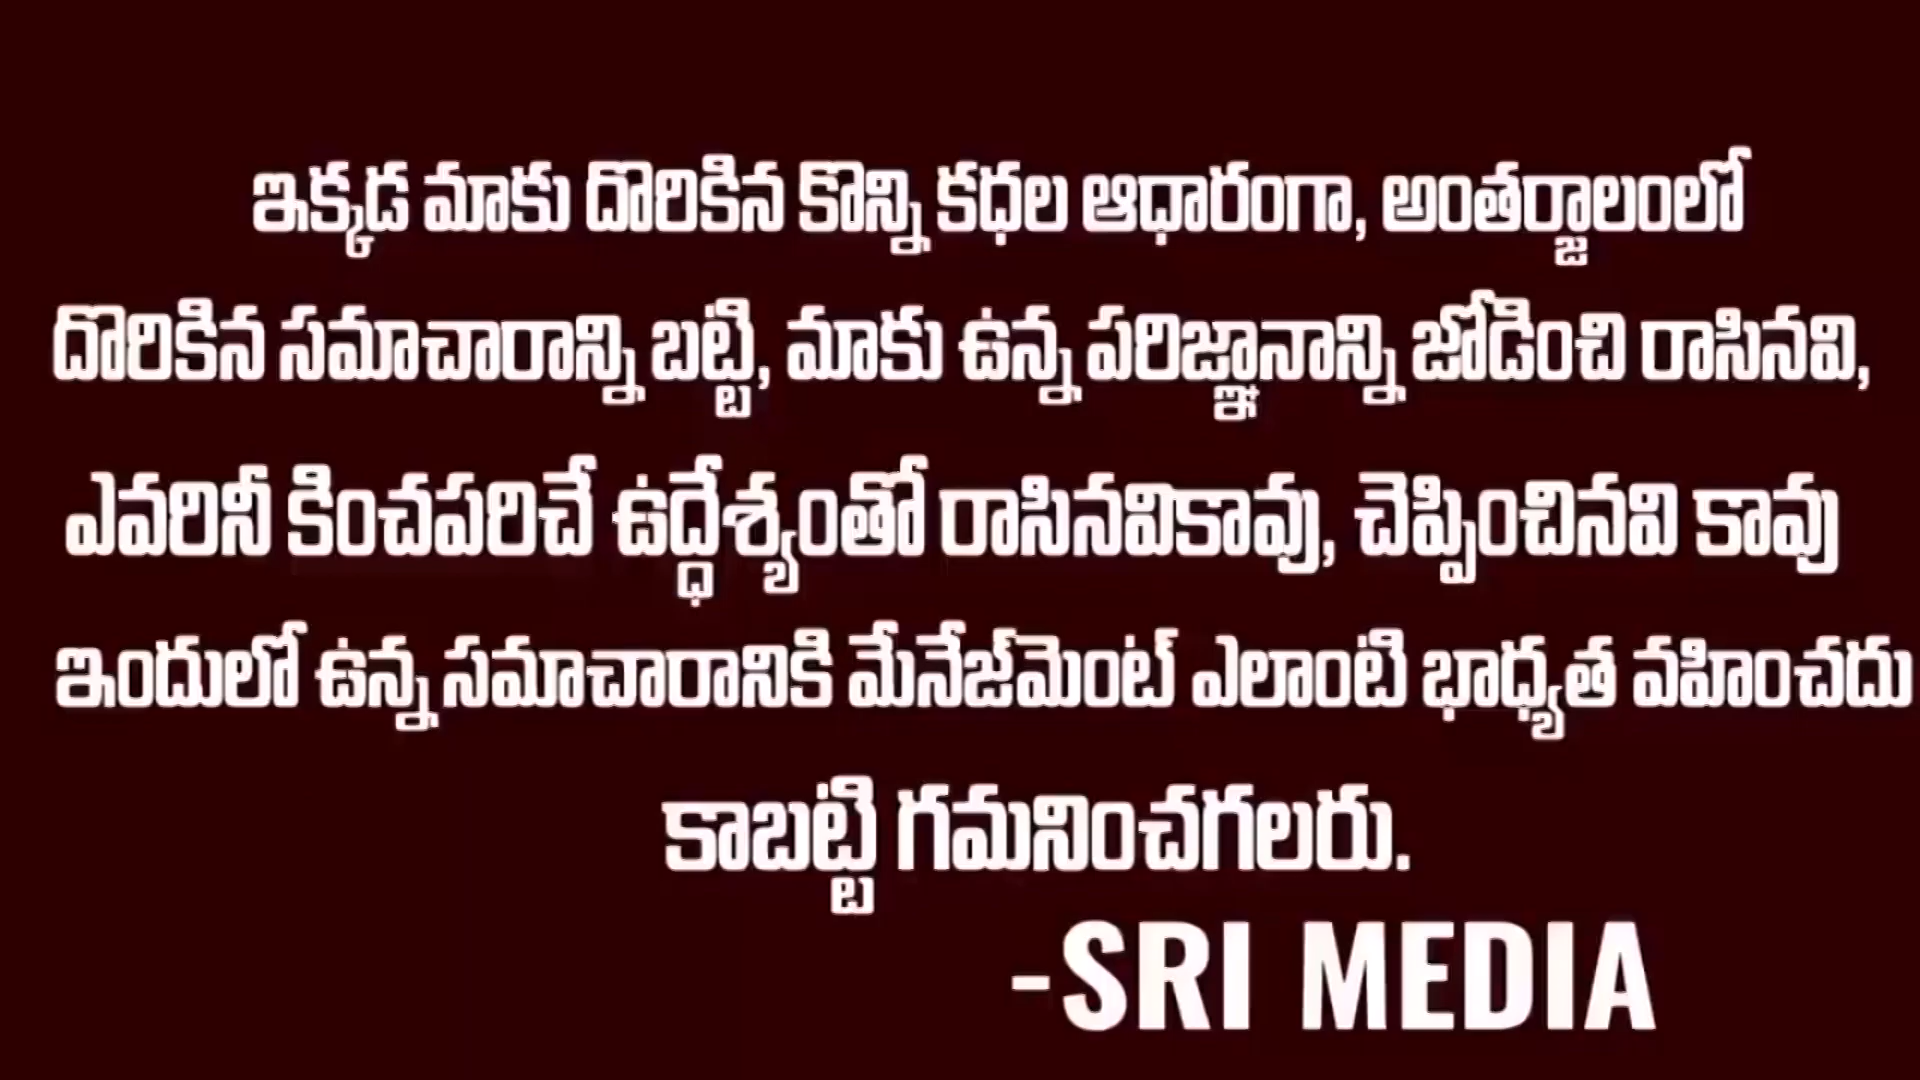 ఇక్కడ మాకు దొరికిన కొన్ని కధల ఆధారంగా, అంతర్జాలంలో
దొరికిన సమాచారాన్ని బట్టి, మాకు ఉన్న పరిజ్ఞానాన్ని జోడించి రాసినవి,
ఎవరినీ కించపరిచే ఉద్ధేశ్యంతో రాసినవికావు, చెప్పించినవి కావు
ఇందులో ఉన్న సమాచారానికి మేనేజ్‌మెంట్ ఎలాంటి భాధ్యత వహించదు
కాబట్టి గమనించగలరు.
-SRI MEDIA